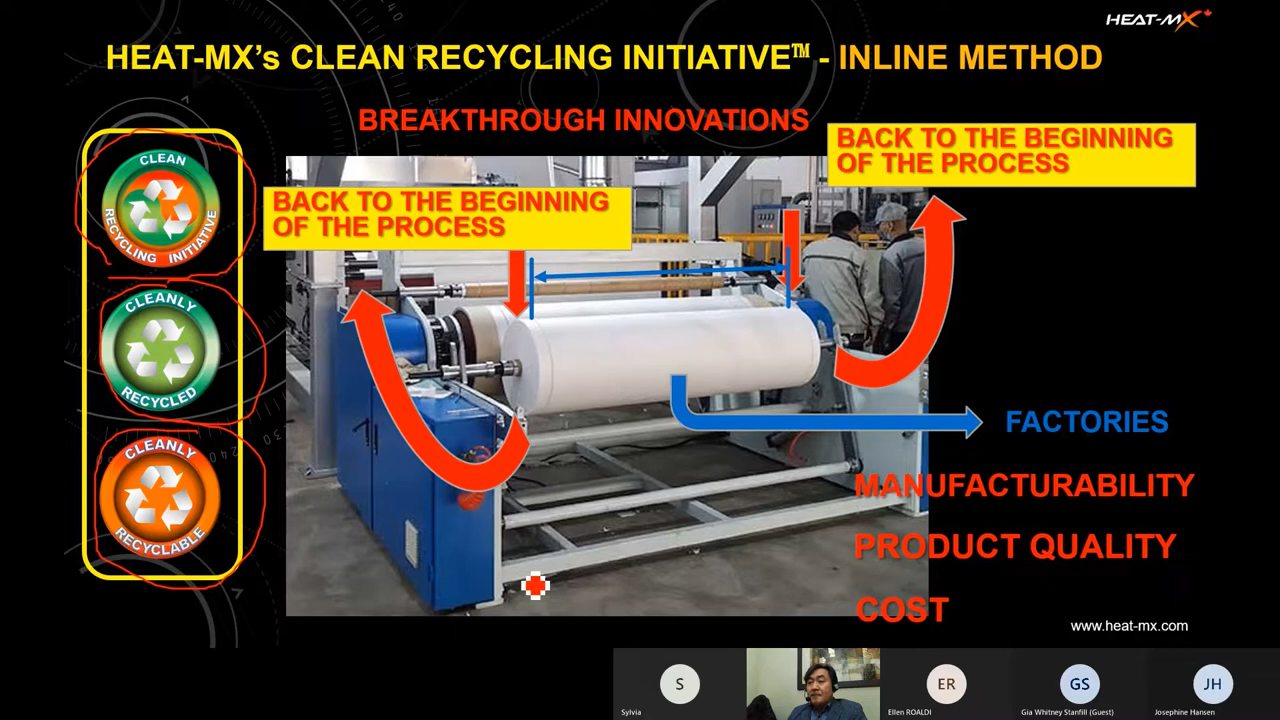 HEAT-MX
HEAT-MX’s CLEAN RECYCLING INITIATIVE™ - INLINE METHOD
BREAKTHROUGH INNOVATIONS
BACK TO THE BEGINNING
OF THE PROCESS
CLEAN
RECYCLING INITIATIVE
BACK TO THE BEGINNING
OF THE PROCESS
CLEANLY
RECYCLED
FACTORIES
CLEANLY
RECYCLABLE
MANUFACTURABILITY
PRODUCT QUALITY
COST
www.heat-mx.com
S
ER
GS
JH
Sylvia
Ellen ROALDI
Gia Whitney Stanfill (Guest)
Josephine Hansen